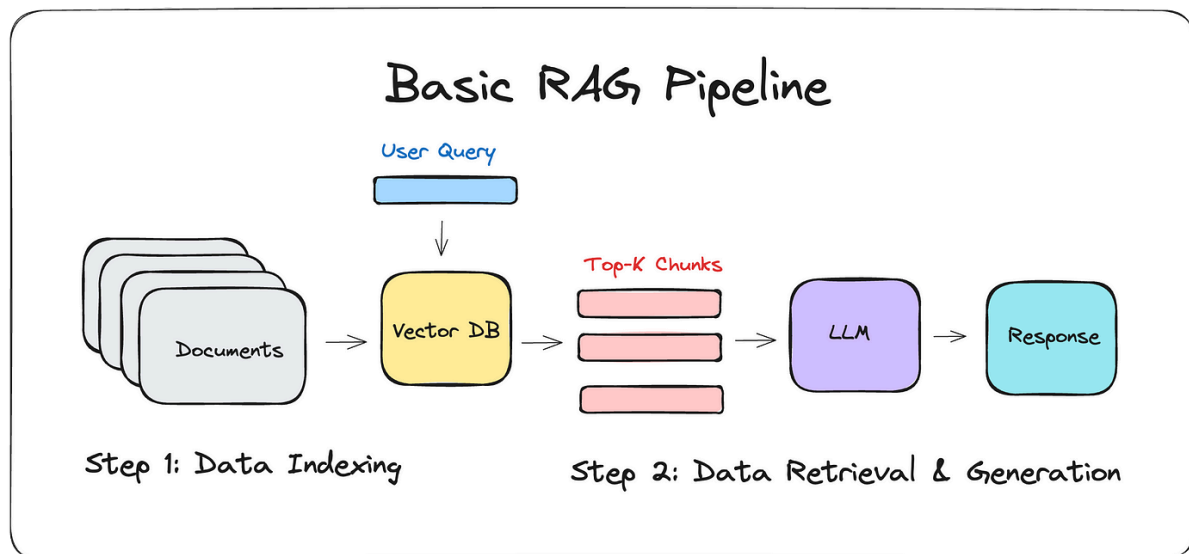 Basic RAG Pipeline
User Query
Top-K Chunks
Documents
Vector DB
LLM
Response
Step 1: Data Indexing
Step 2: Data Retrieval & Generation